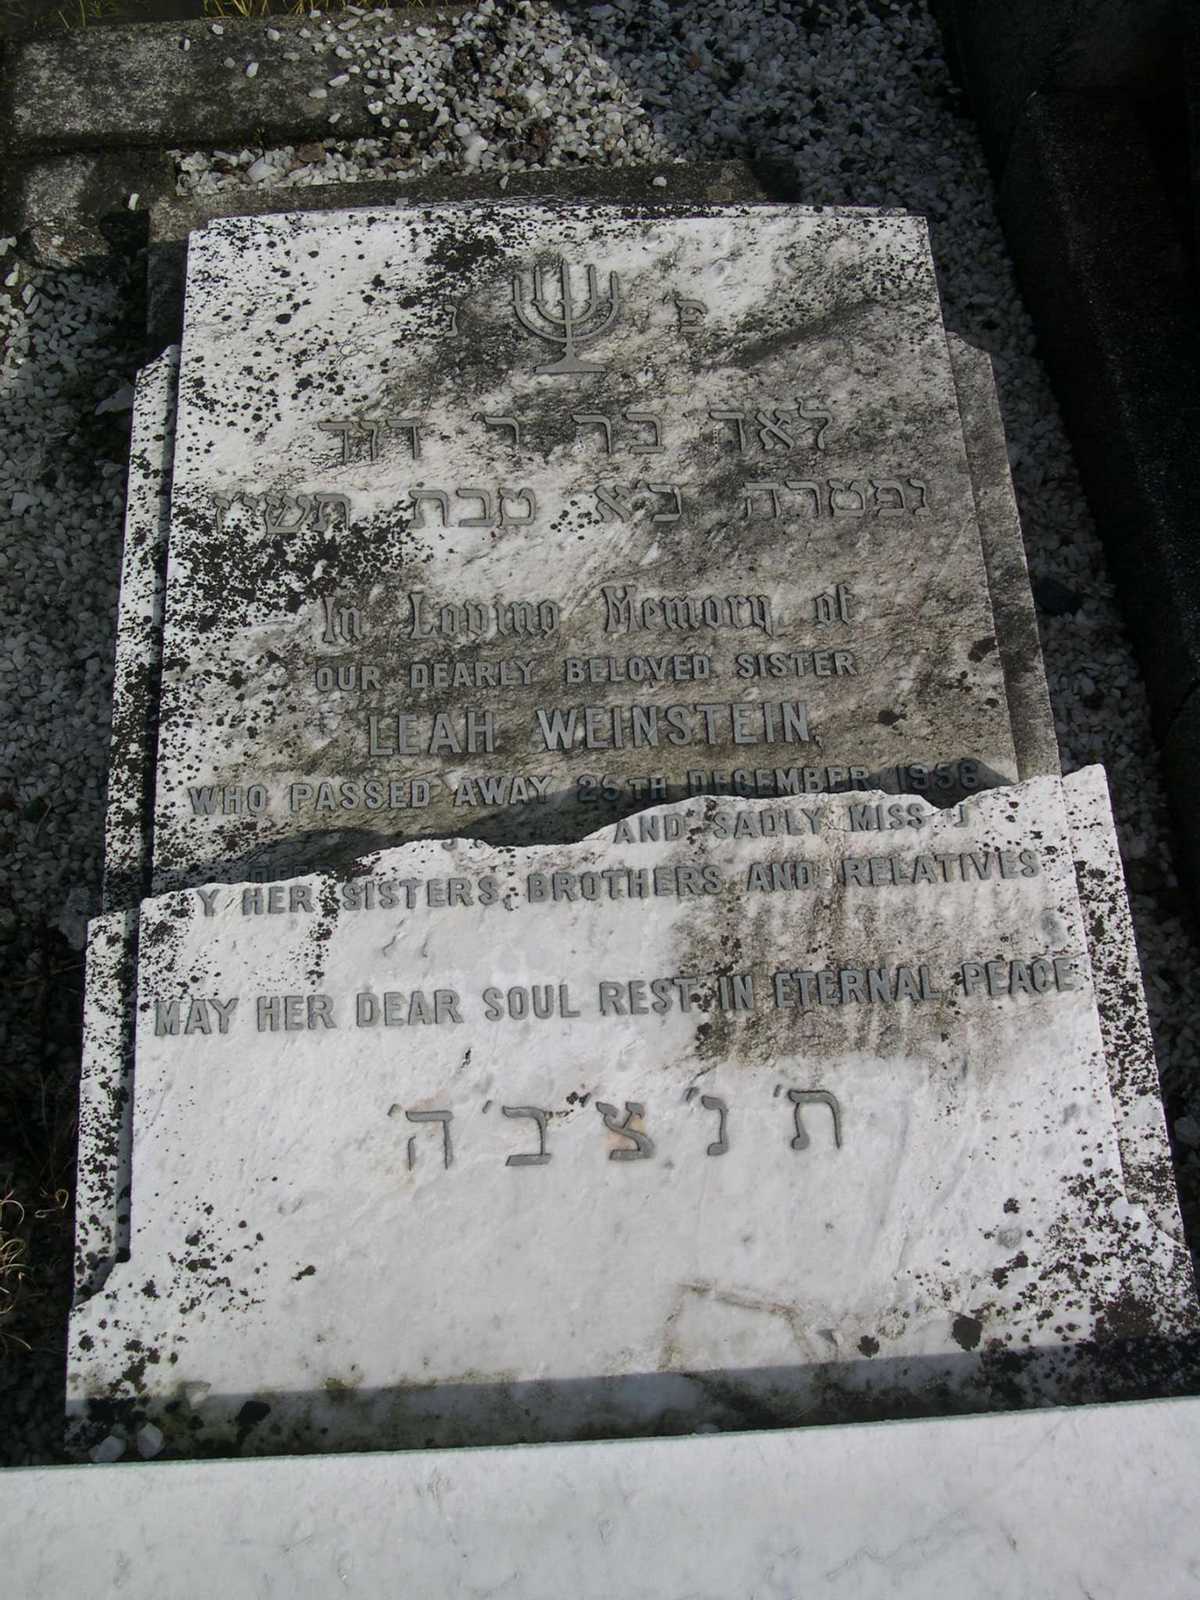 פ נ
לאה בר ר' דוד
נפטרה כ'א טבת תשי'ז
In Loving Memory of
OUR DEARLY BELOVED SISTER
LEAH WEINSTEIN.
WHO PASSED AWAY 25TH DECEMBER 1956
AND SADLY MISS
Y HER SISTERS, BROTHERS AND RELATIVES
MAY HER DEAR SOUL REST IN ETERNAL PEACE
ת' נ' צ' ב' ה'